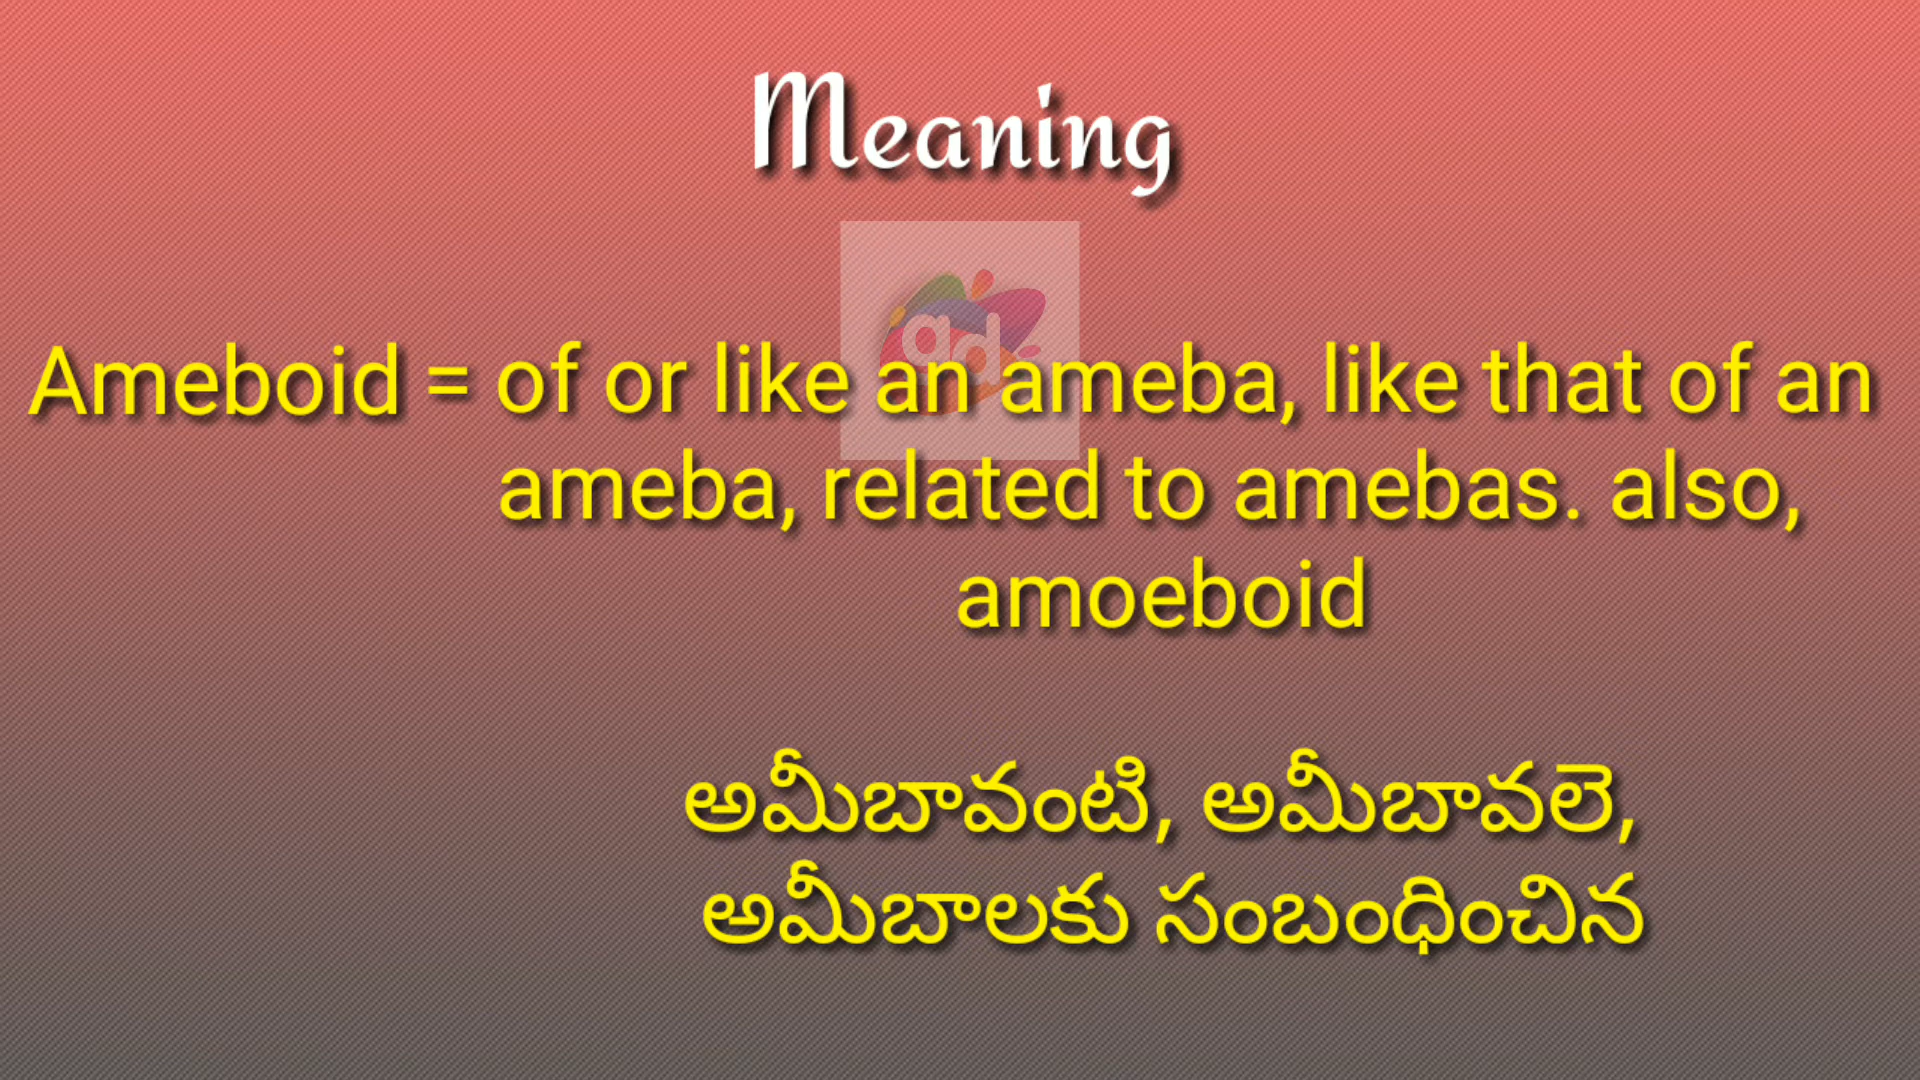 Meaning
ad
Ameboid = of or like an ameba, like that of an
ameba, related to amebas. also,
amoeboid
అమీబావంటి, అమీబావలె,
అమీబాలకు సంబంధించిన